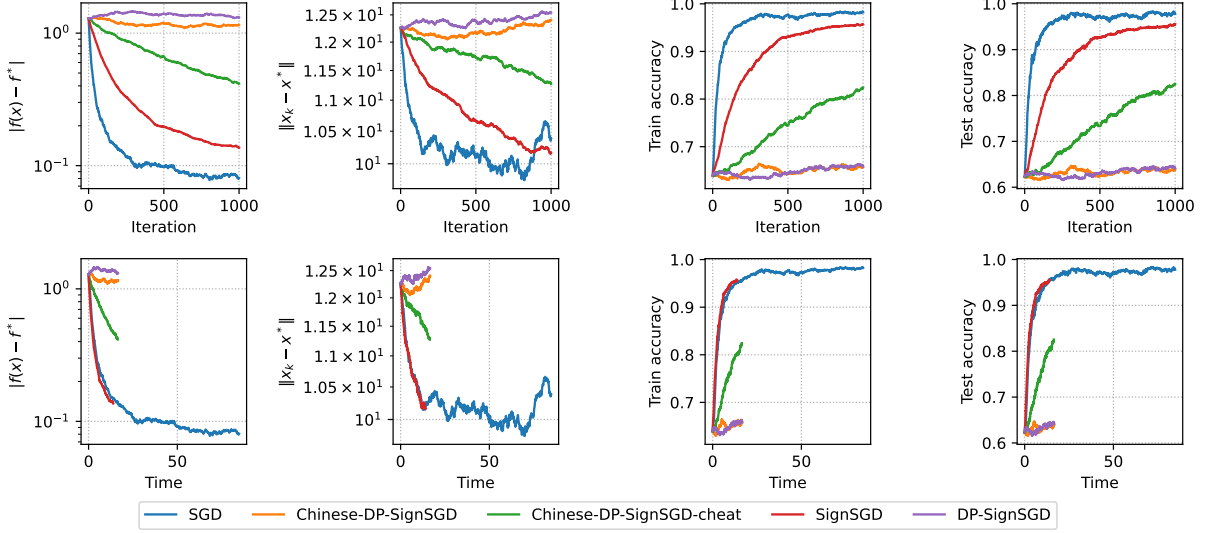 |f(x) − f*|
10⁰
10⁻¹
0 500 1000
Iteration
‖x_k − x*‖
1.25 × 10¹
1.2 × 10¹
1.15 × 10¹
1.1 × 10¹
1.05 × 10¹
10¹
0 500 1000
Iteration
Train accuracy
1.0
0.9
0.8
0.7
0 500 1000
Iteration
Test accuracy
1.0
0.9
0.8
0.7
0.6
0 500 1000
Iteration
|f(x) − f*|
10⁰
10⁻¹
0 50
Time
‖x_k − x*‖
1.25 × 10¹
1.2 × 10¹
1.15 × 10¹
1.1 × 10¹
1.05 × 10¹
10¹
0 50
Time
Train accuracy
1.0
0.9
0.8
0.7
0 50
Time
Test accuracy
1.0
0.9
0.8
0.7
0.6
0 50
Time
SGD Chinese-DP-SignSGD Chinese-DP-SignSGD-cheat SignSGD DP-SignSGD